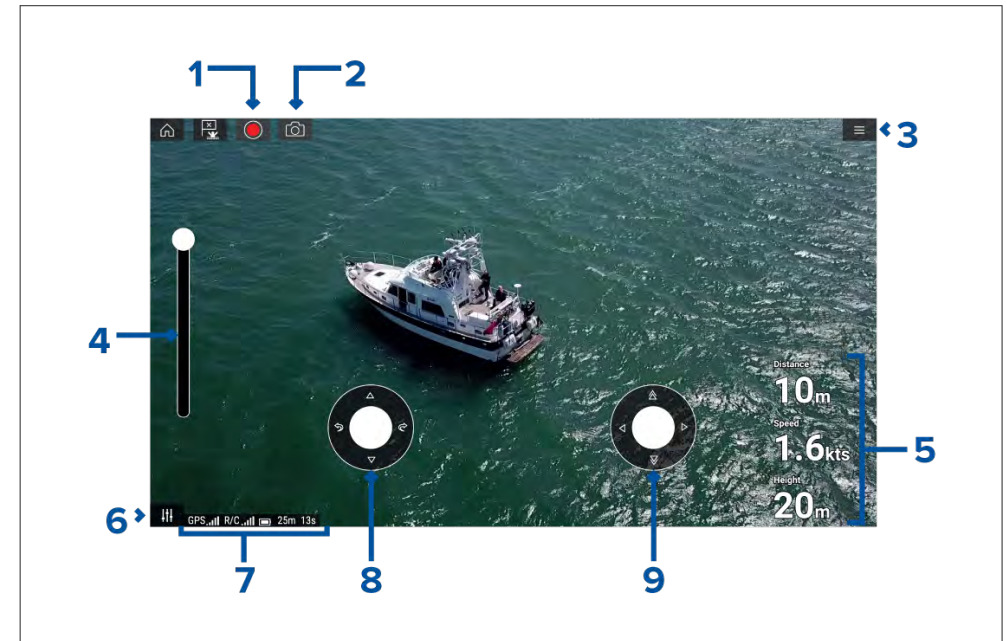 1
2
3
4
Distance
10m
Speed
1.6kts
5
Height
20m
6
GPS R/C 25m 13s
7
8
9